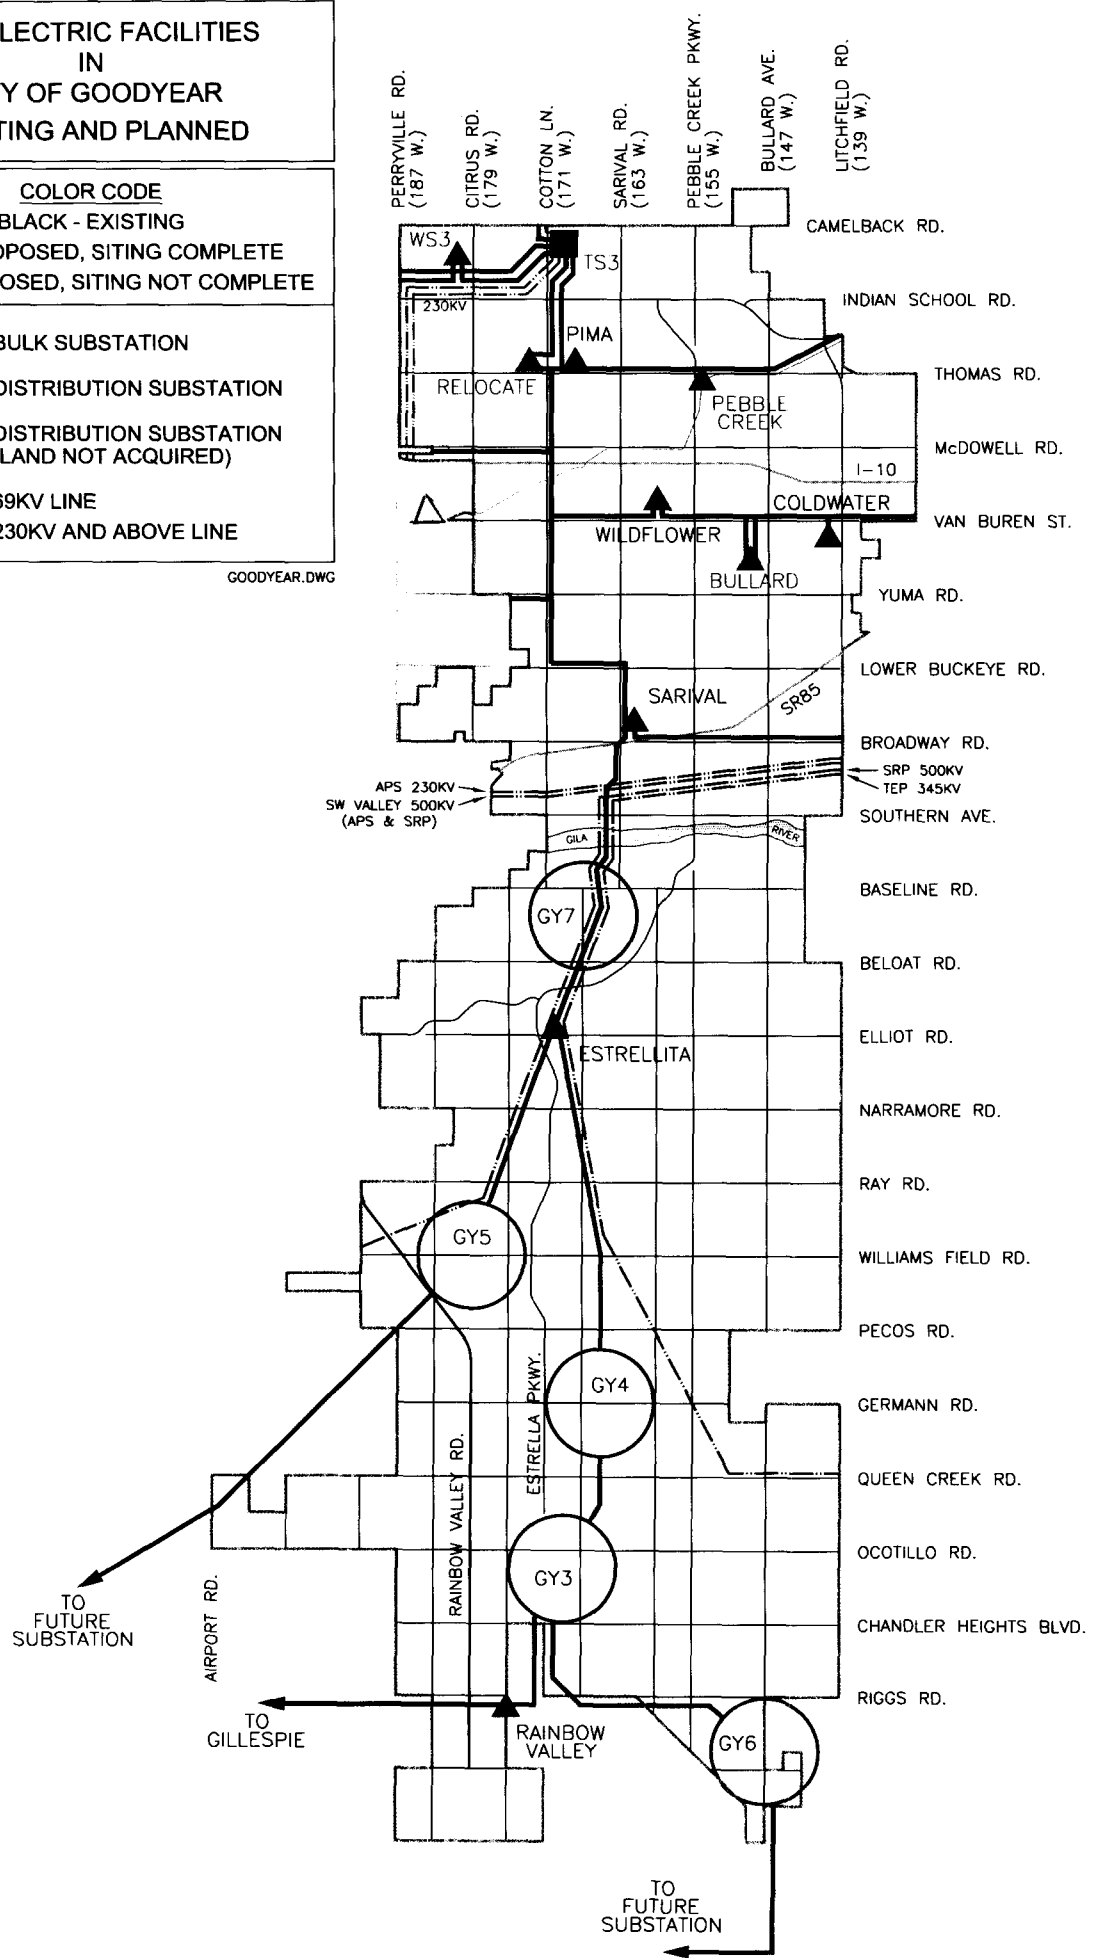 LECTRIC FACILITIES
IN
Y OF GOODYEAR
TING AND PLANNED
COLOR CODE
BLACK - EXISTING
OPOSED, SITING COMPLETE
OSED, SITING NOT COMPLETE
BULK SUBSTATION
DISTRIBUTION SUBSTATION
DISTRIBUTION SUBSTATION
LAND NOT ACQUIRED)
69KV LINE
230KV AND ABOVE LINE
GOODYEAR.DWG
PERRYVILLE RD.
(187 W.)
CITRUS RD.
(179 W.)
COTTON LN.
(171 W.)
SARIVAL RD.
(163 W.)
PEBBLE CREEK PKWY.
(155 W.)
BULLARD AVE.
(147 W.)
LITCHFIELD RD.
(139 W.)
CAMELBACK RD.
WS3
TS3
230KV
INDIAN SCHOOL RD.
PIMA
RELOCATE
THOMAS RD.
PEBBLE
CREEK
McDOWELL RD.
I-10
COLDWATER
WILDFLOWER
VAN BUREN ST.
BULLARD
YUMA RD.
LOWER BUCKEYE RD.
SARIVAL
SR85
BROADWAY RD.
APS 230KV
SW VALLEY 500KV
(APS & SRP)
SRP 500KV
TEP 345KV
SOUTHERN AVE.
GILA
RIVER
BASELINE RD.
GY7
BELOAT RD.
ELLIOT RD.
ESTRELLITA
NARRAMORE RD.
RAY RD.
GY5
WILLIAMS FIELD RD.
PECOS RD.
GY4
GERMANN RD.
ESTRELLA PKWY.
RAINBOW VALLEY RD.
QUEEN CREEK RD.
OCOTILLO RD.
GY3
TO
FUTURE
SUBSTATION
AIRPORT RD.
CHANDLER HEIGHTS BLVD.
RIGGS RD.
TO
GILLESPIE
RAINBOW
VALLEY
GY6
TO
FUTURE
SUBSTATION